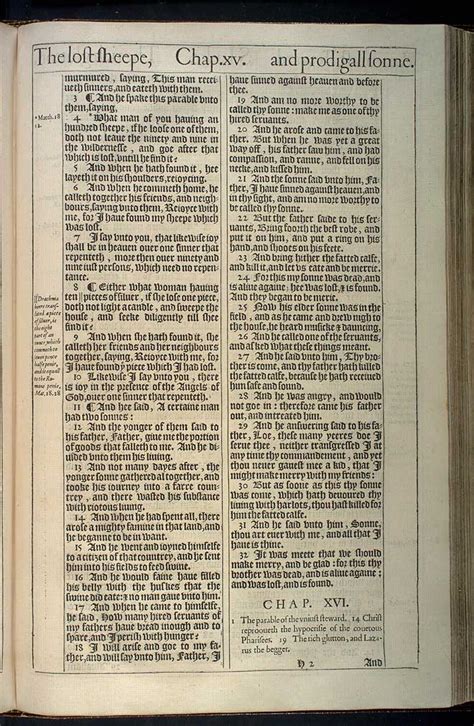 The lost sheepe, Chap.xv. and prodigall sonne.
murmured, saying, This man recei-
ueth sinners, and eateth with them.
3 ¶ And he spake this parable vnto
them, saying,
* Matth. 18
12.
4 * What man of you hauing an
hundred sheepe, if he loose one of them,
doth not leaue the ninety and nine in
the wildernesse, and goe after that
which is lost, vntill he find it?
5 And when he hath found it, hee
layeth it on his shoulders, reioycing.
6 And when he commeth home, he
calleth together his friends, and neigh-
bours, saying vnto them, Reioyce with
me, for I haue found my sheepe which
was lost.
7 I say vnto you, that likewise ioy
shall be in heauen ouer one sinner that
repenteth, more then ouer ninety and
nine iust persons, which need no repen-
tance.
8 ¶ Either what woman hauing
ten || pieces of siluer, if she lose one piece,
doth not light a candle, and sweepe the
house, and seeke diligently till she
find it?
9 And when she hath found it, she
calleth her friends and her neighbours
together, saying, Reioyce with me, for
I haue found ye piece which I had lost.
10 Likewise I say vnto you, there
is ioy in the presence of the Angels of
God, ouer one sinner that repenteth.
11 ¶ And hee said, A certaine man
had two sonnes:
12 And the yonger of them said to
his father, Father, giue me the portion
of goods that falleth to me. And he di-
uided vnto them his liuing.
13 And not many dayes after, the
yonger sonne gathered al together, and
tooke his iourney into a farre coun-
trey, and there wasted his substance
with riotous liuing.
14 And when he had spent all, there
arose a mighty famine in that land, and
he beganne to be in want.
15 And he went and ioyned himselfe
to a citizen of that countrey, and he sent
him into his fields to feed swine.
16 And he would faine haue filled
his belly with the huskes that the
swine did eate: & no man gaue vnto him.
17 And when he came to himselfe,
he said, How many hired seruants of
my fathers haue bread inough and to
spare, and I perish with hunger?
18 I will arise and goe to my fa-
ther, and will say vnto him, Father, I
haue sinned against heauen and before
thee.
19 And am no more worthy to be
called thy sonne: make me as one of thy
hired seruants.
20 And he arose and came to his fa-
ther. But when he was yet a great
way off, his father saw him, and had
compassion, and ranne, and fell on his
necke, and kissed him.
21 And the sonne said vnto him, Fa-
ther, I haue sinned against heauen, and
in thy sight, and am no more worthy to
be called thy sonne.
22 But the father saide to his ser-
uants, Bring foorth the best robe, and
put it on him, and put a ring on his
hand, and shooes on his feete.
23 And bring hither the fatted calfe,
and kill it, and let vs eate and be merrie.
24 For this my sonne was dead, and
is aliue againe; hee was lost, & is found.
And they began to be merie.
25 Now his elder sonne was in the
field, and as he came and drew nigh to
the house, he heard musicke & dauncing,
26 And he called one of the seruants,
and asked what these things meant.
27 And he said vnto him, Thy bro-
ther is come, and thy father hath killed
the fatted calfe, because he hath receiued
him safe and sound.
28 And he was angry, and would
not goe in: therefore came his father
out, and intreated him.
29 And he answering said to his fa-
ther, Loe, these many yeeres doe I
serue thee, neither transgressed I at
any time thy commandement, and yet
thou neuer gauest mee a kid, that I
might make merry with my friends:
30 But as soone as this thy sonne
was come, which hath deuoured thy
liuing with harlots, thou hast killed for
him the fatted calfe.
31 And he said vnto him, Sonne,
thou art euer with me, and all that I
haue is thine.
32 It was meete that we should
make merry, and be glad: for this thy
brother was dead, and is aliue againe:
and was lost, and is found.
CHAP. XVI.
1 The parable of the vniust steward. 14 Christ
reprooueth the hypocrisie of the couetous
Pharisees. 19 The rich glutton, and Laza-
rus the begger.
And